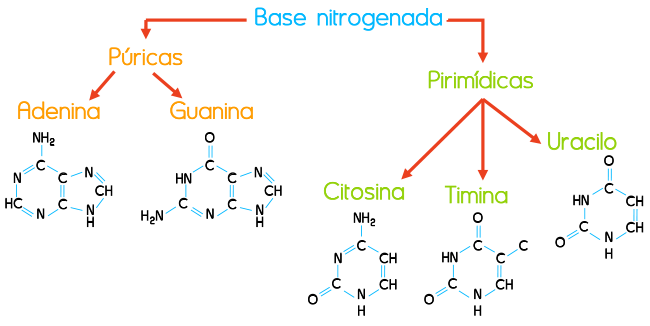 Base nitrogenada
Púricas
Pirimídicas
Adenina
Guanina
Uracilo
Citosina
Timina
NH2
C
N
C
N
CH
HC
N
C
N
H
O
C
HN
C
N
CH
H2N
C
N
C
N
H
NH2
C
N
CH
C
CH
O
N
H
O
C
HN
C
C
C
CH
O
N
H
O
C
HN
CH
C
CH
O
N
H